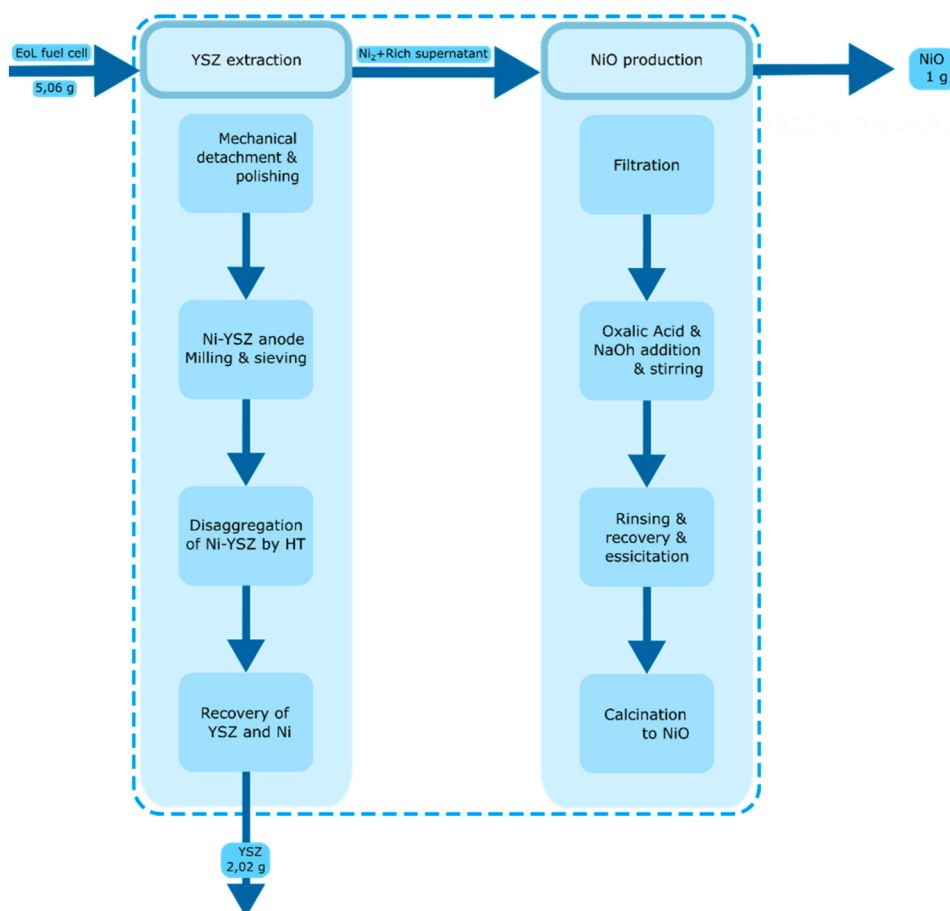 EoL fuel cell
5,06 g
YSZ extraction
Ni₂+Rich supernatant
NiO production
NiO
1 g
Mechanical
detachment &
polishing
Ni-YSZ anode
Milling & sieving
Disaggregation
of Ni-YSZ by HT
Recovery of
YSZ and Ni
YSZ
2,02 g
Filtration
Oxalic Acid &
NaOh addition
& stirring
Rinsing &
recovery &
essicitation
Calcination
to NiO